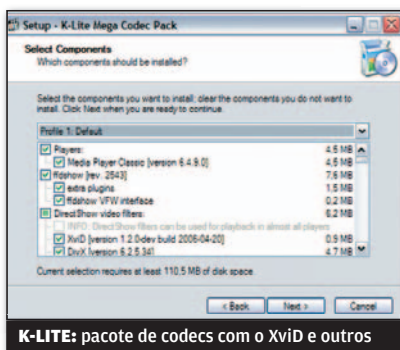 Setup - K-Lite Mega Codec Pack
Select Components
Which components should be installed?
Select the components you want to install; clear the components you do not want to
install. Click Next when you are ready to continue.
Profile 1: Default
Players: 4,5 MB
Media Player Classic [version 6.4.9.0] 4,5 MB
ffdshow [rev. 2543] 7,6 MB
extra plugins 1,5 MB
ffdshow VFW interface 0,2 MB
DirectShow video filters: 6,2 MB
INFO: DirectShow filters can be used for playback in almost all players
XviD [version 1.2.0-dev build 2006-04-20] 0,9 MB
DivX [version 6.2.5.34] 4,7 MB
Current selection requires at least 110,5 MB of disk space.
< Back Next > Cancel
K-LITE: pacote de codecs com o XviD e outros